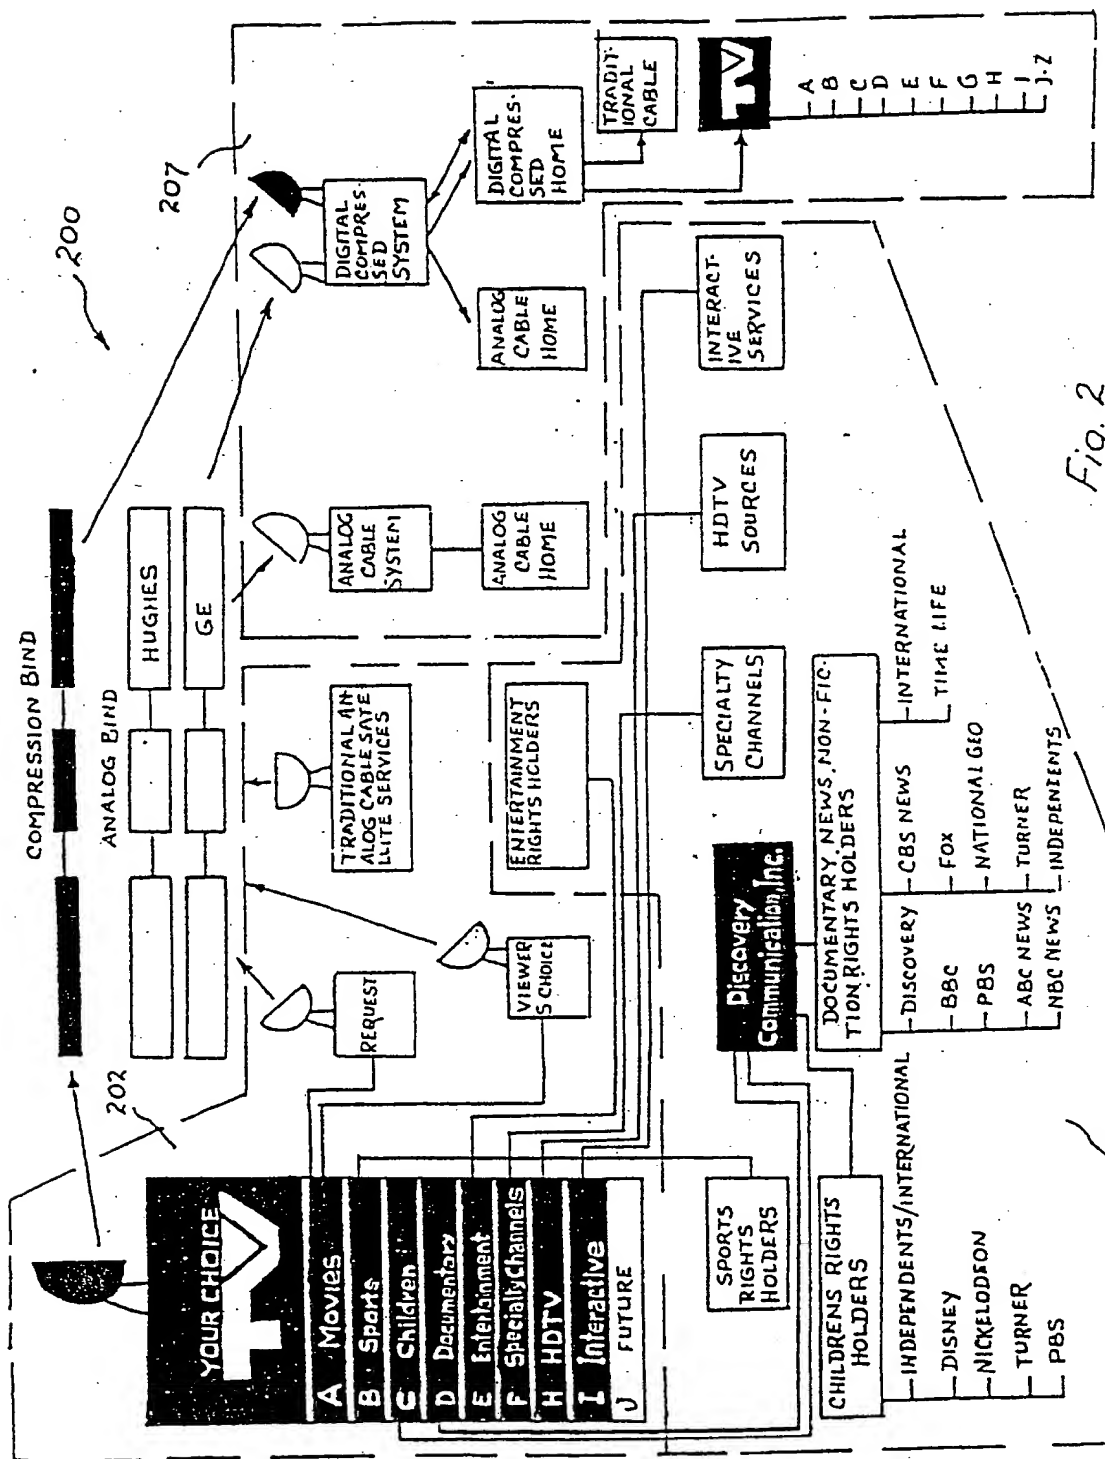 COMPRESSION BIND
200
ANALOG BIND
HUGHES
GE
202
207
YOUR CHOICE
TV
A Movies
B Sports
C Children
D Documentary
E Entertainment
F Specialty Channels
H HDTV
I Interactive
J FUTURE
REQUEST
VIEWER
S CHOICE
TRADITIONAL AN-
ALOG CABLE SATE
LLITE SERVICES
ENTERTAINMENT
RIGHTS HOLDERS
ANALOG
CABLE
SYSTEM
ANALOG
CABLE
HOME
DIGITAL
COMPRES-
SED
SYSTEM
ANALOG
CABLE
HOME
DIGITAL
COMPRES-
SED
HOME
TRADIT-
IONAL
CABLE
TV
A
B
C
D
E
F
G
H
I
J-Z
SPORTS
RIGHTS
HOLDERS
Discovery
Communication, Inc.
SPECIALTY
CHANNELS
HDTV
SOURCES
INTERACT-
IVE
SERVICES
CHILDRENS RIGHTS
HOLDERS
INDEPENDENTS/INTERNATIONAL
DISNEY
NICKELODEON
TURNER
PBS
DOCUMENTARY, NEWS, NON-FIC-
TION RIGHTS HOLDERS
DISCOVERY
BBC
PBS
ABC NEWS
NBC NEWS
CBS NEWS
FOX
NATIONAL GEO
TURNER
INDEPENIENTS
INTERNATIONAL
TIME LIFE
Fig. 2